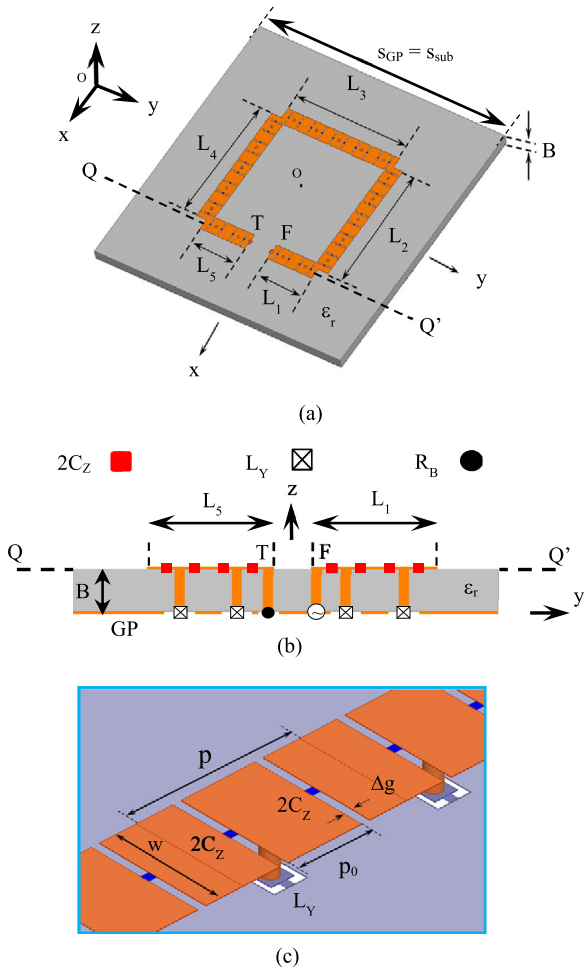 z
O
y
x
s_GP = s_sub
B
L_3
L_4
Q
O
T
F
L_2
L_5
L_1
y
ε_r
Q'
x
(a)
2C_Z
L_Y
R_B
L_5
z
L_1
Q
T
F
Q'
B
ε_r
GP
~
y
(b)
p
Δg
2C_Z
w
2C_Z
p_0
L_Y
(c)